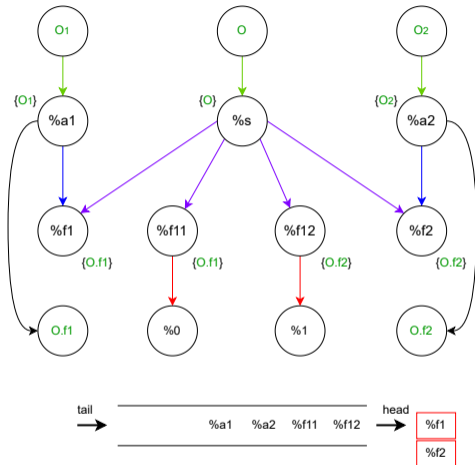 O1 O O2
{O1} {O} {O2}
%a1 %s %a2
%f1 %f11 %f12 %f2
{O.f1} {O.f1} {O.f2} {O.f2}
O.f1 %0 %1 O.f2
tail head
%a1 %a2 %f11 %f12 %f1
%f2